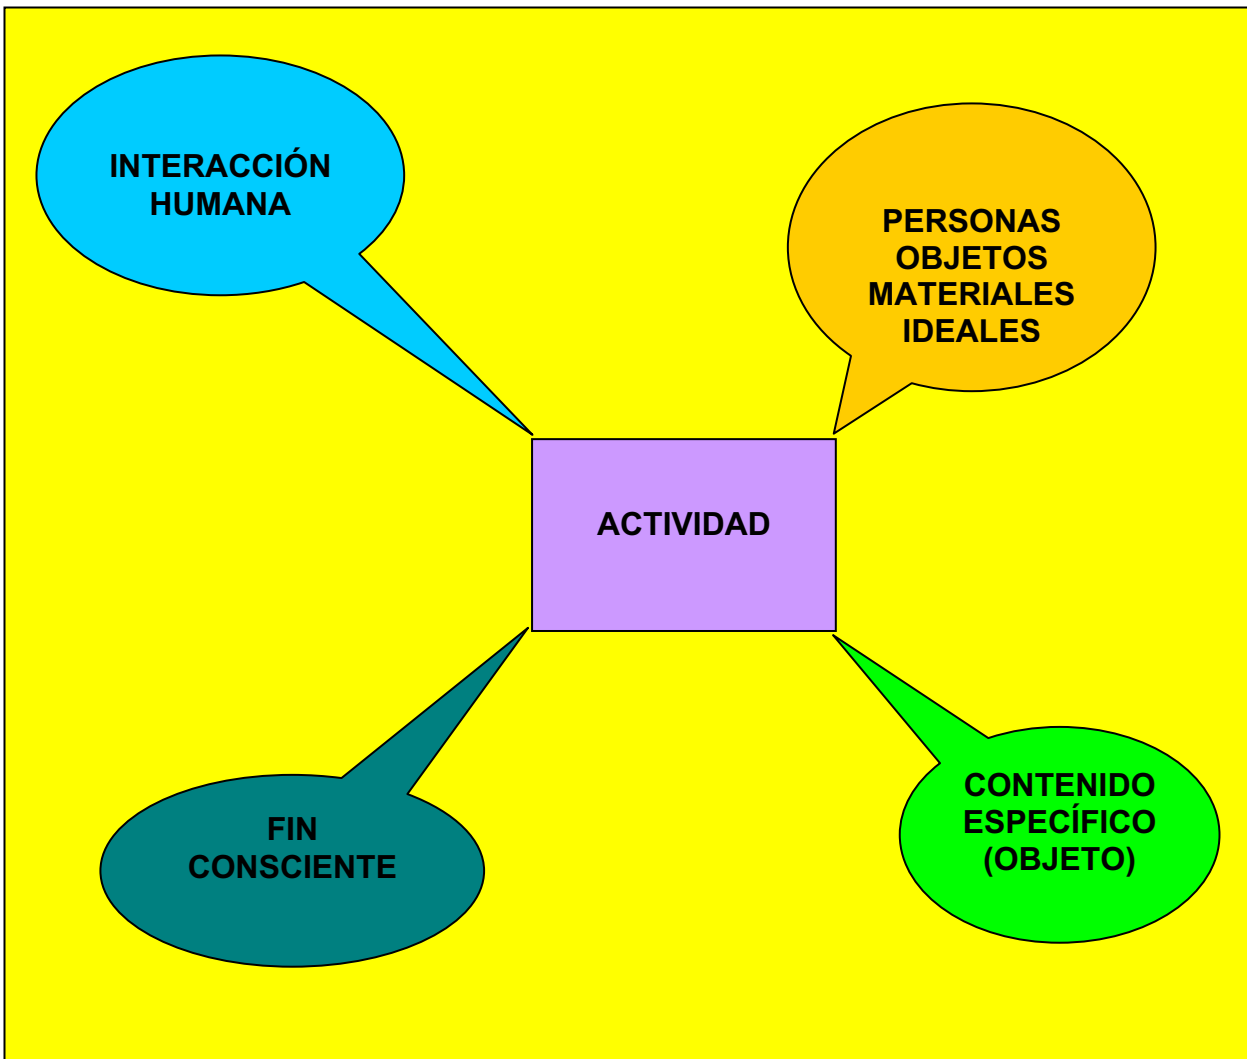 INTERACCIÓN
HUMANA
PERSONAS
OBJETOS
MATERIALES
IDEALES
ACTIVIDAD
FIN
CONSCIENTE
CONTENIDO
ESPECÍFICO
(OBJETO)